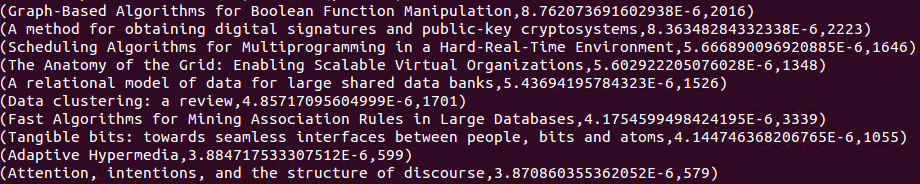 (Graph-Based Algorithms for Boolean Function Manipulation,8.762073691602938E-6,2016)
(A method for obtaining digital signatures and public-key cryptosystems,8.36348284332338E-6,2223)
(Scheduling Algorithms for Multiprogramming in a Hard-Real-Time Environment,5.666890096920885E-6,1646)
(The Anatomy of the Grid: Enabling Scalable Virtual Organizations,5.602922205076028E-6,1348)
(A relational model of data for large shared data banks,5.43694195784323E-6,1526)
(Data clustering: a review,4.85717095604999E-6,1701)
(Fast Algorithms for Mining Association Rules in Large Databases,4.1754599498424195E-6,3339)
(Tangible bits: towards seamless interfaces between people, bits and atoms,4.144746368206765E-6,1055)
(Adaptive Hypermedia,3.884717533307512E-6,599)
(Attention, intentions, and the structure of discourse,3.870860355362052E-6,579)